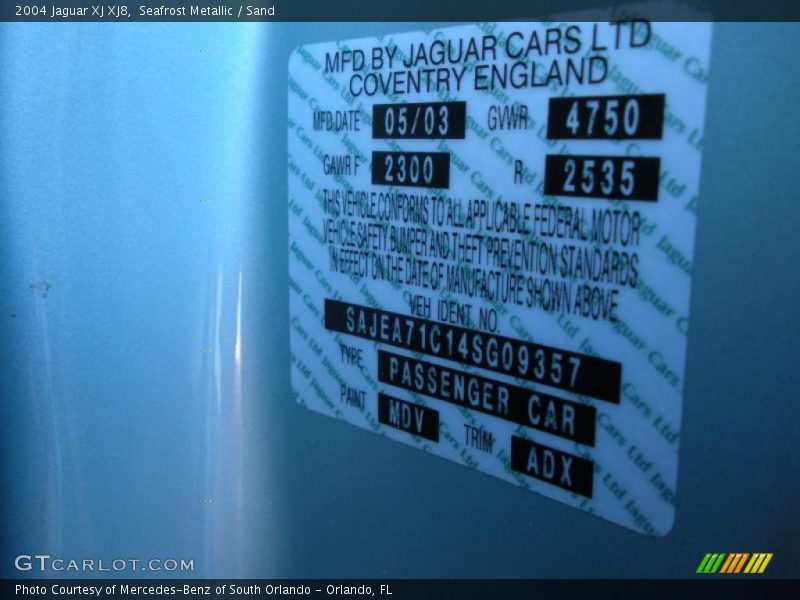 2004 Jaguar XJ XJ8, Seafrost Metallic / Sand
MFD BY JAGUAR CARS LTD
COVENTRY ENGLAND
MFD DATE 05/03 GVWR 4750
GAWR F 2300 R 2535
THIS VEHICLE CONFORMS TO ALL APPLICABLE FEDERAL MOTOR
VEHICLE SAFETY BUMPER AND THEFT PREVENTION STANDARDS
IN EFFECT ON THE DATE OF MANUFACTURE SHOWN ABOVE
VEH IDENT NO.
SAJEA71C14SG09357
TYPE PASSENGER CAR
PAINT MDV TRIM ADX
GTCARLOT.COM
Photo Courtesy of Mercedes-Benz of South Orlando - Orlando, FL